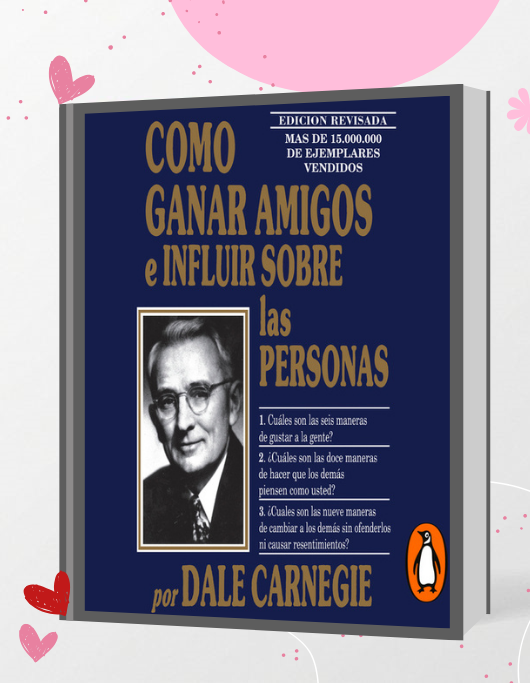 EDICION REVISADA
MAS DE 15.000.000
DE EJEMPLARES
VENDIDOS
COMO
GANAR AMIGOS
e INFLUIR SOBRE
las
PERSONAS
1. Cuáles son las seis maneras
de gustar a la gente?
2. ¿Cuáles son las doce maneras
de hacer que los demás
piensen como usted?
3. ¿Cuales son las nueve maneras
de cambiar a los demás sin ofenderlos
ni causar resentimientos?
por DALE CARNEGIE